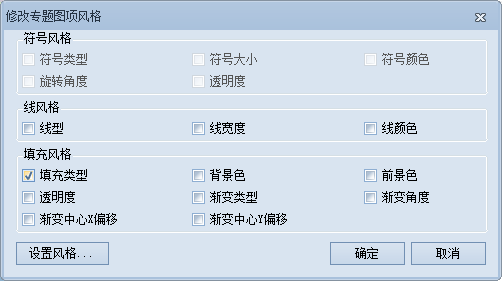 修改专题图项风格
符号风格
符号类型 符号大小 符号颜色
旋转角度 透明度
线风格
线型 线宽度 线颜色
填充风格
填充类型 背景色 前景色
透明度 渐变类型 渐变角度
渐变中心X偏移 渐变中心Y偏移
设置风格... 确定 取消